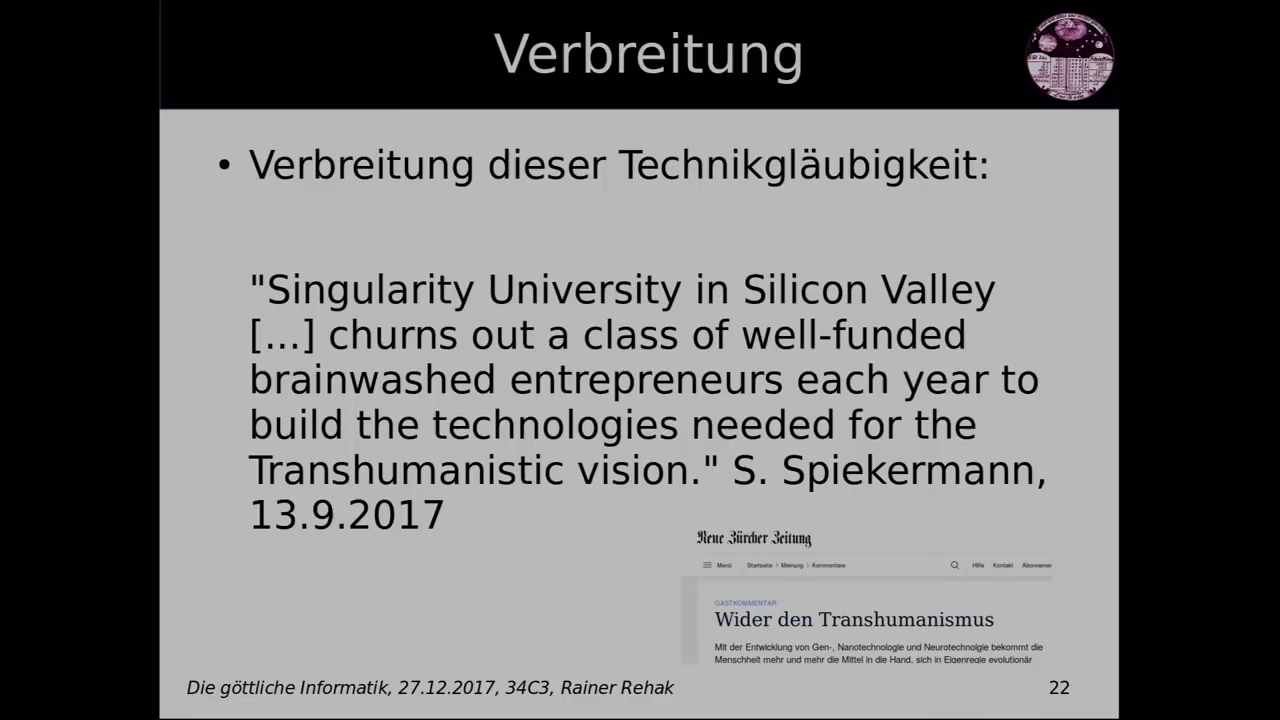 Verbreitung
• Verbreitung dieser Technikgläubigkeit:
"Singularity University in Silicon Valley
[...] churns out a class of well-funded
brainwashed entrepreneurs each year to
build the technologies needed for the
Transhumanistic vision." S. Spiekermann,
13.9.2017
Neue Zürcher Zeitung
Menü Startseite › Meinung › Kommentare Hilfe Kontakt Abonnemen
GASTKOMMENTAR
Wider den Transhumanismus
Mit der Entwicklung von Gen-, Nanotechnologie und Neurotechnolgie bekommt die
Menschheit mehr und mehr die Mittel in die Hand, sich in Eigenregie evolutionär
Die göttliche Informatik, 27.12.2017, 34C3, Rainer Rehak
22